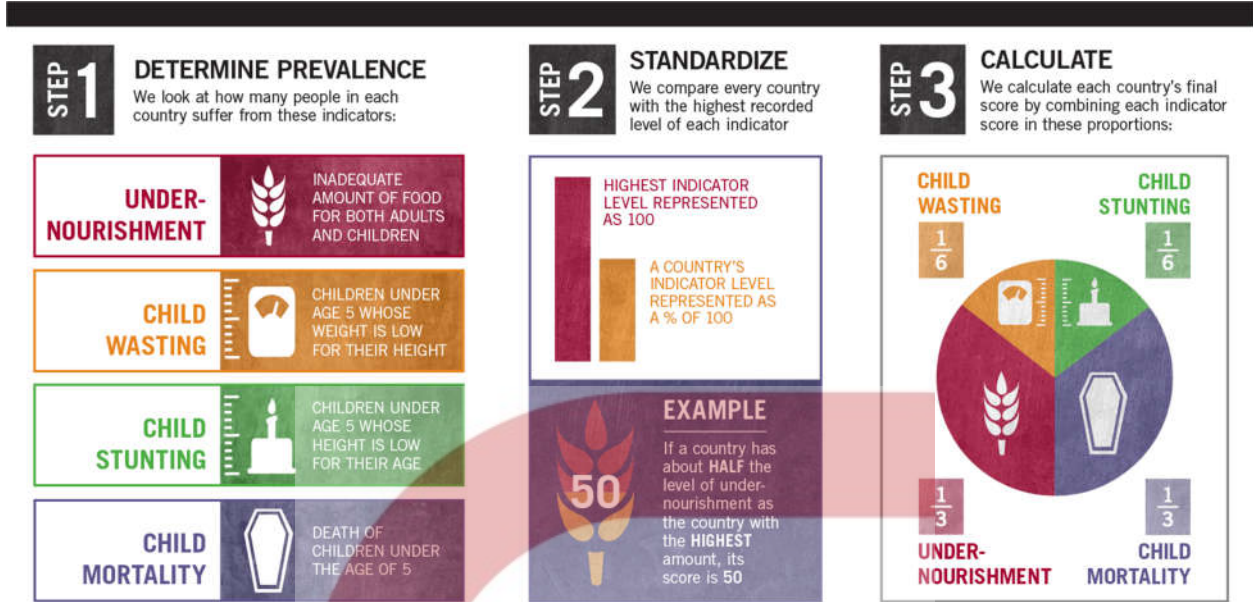 STEP 1
DETERMINE PREVALENCE
We look at how many people in each
country suffer from these indicators:
UNDER-
NOURISHMENT
INADEQUATE
AMOUNT OF FOOD
FOR BOTH ADULTS
AND CHILDREN
CHILD
WASTING
CHILDREN UNDER
AGE 5 WHOSE
WEIGHT IS LOW
FOR THEIR HEIGHT
CHILD
STUNTING
CHILDREN UNDER
AGE 5 WHOSE
HEIGHT IS LOW
FOR THEIR AGE
CHILD
MORTALITY
DEATH OF
CHILDREN UNDER
THE AGE OF 5
STEP 2
STANDARDIZE
We compare every country
with the highest recorded
level of each indicator
HIGHEST INDICATOR
LEVEL REPRESENTED
AS 100
A COUNTRY'S
INDICATOR LEVEL
REPRESENTED AS
A % OF 100
50
EXAMPLE
If a country has
about HALF the
level of under-
nourishment as
the country with
the HIGHEST
amount, its
score is 50
STEP 3
CALCULATE
We calculate each country's final
score by combining each indicator
score in these proportions:
CHILD
WASTING
1/6
CHILD
STUNTING
1/6
1/3
UNDER-
NOURISHMENT
1/3
CHILD
MORTALITY